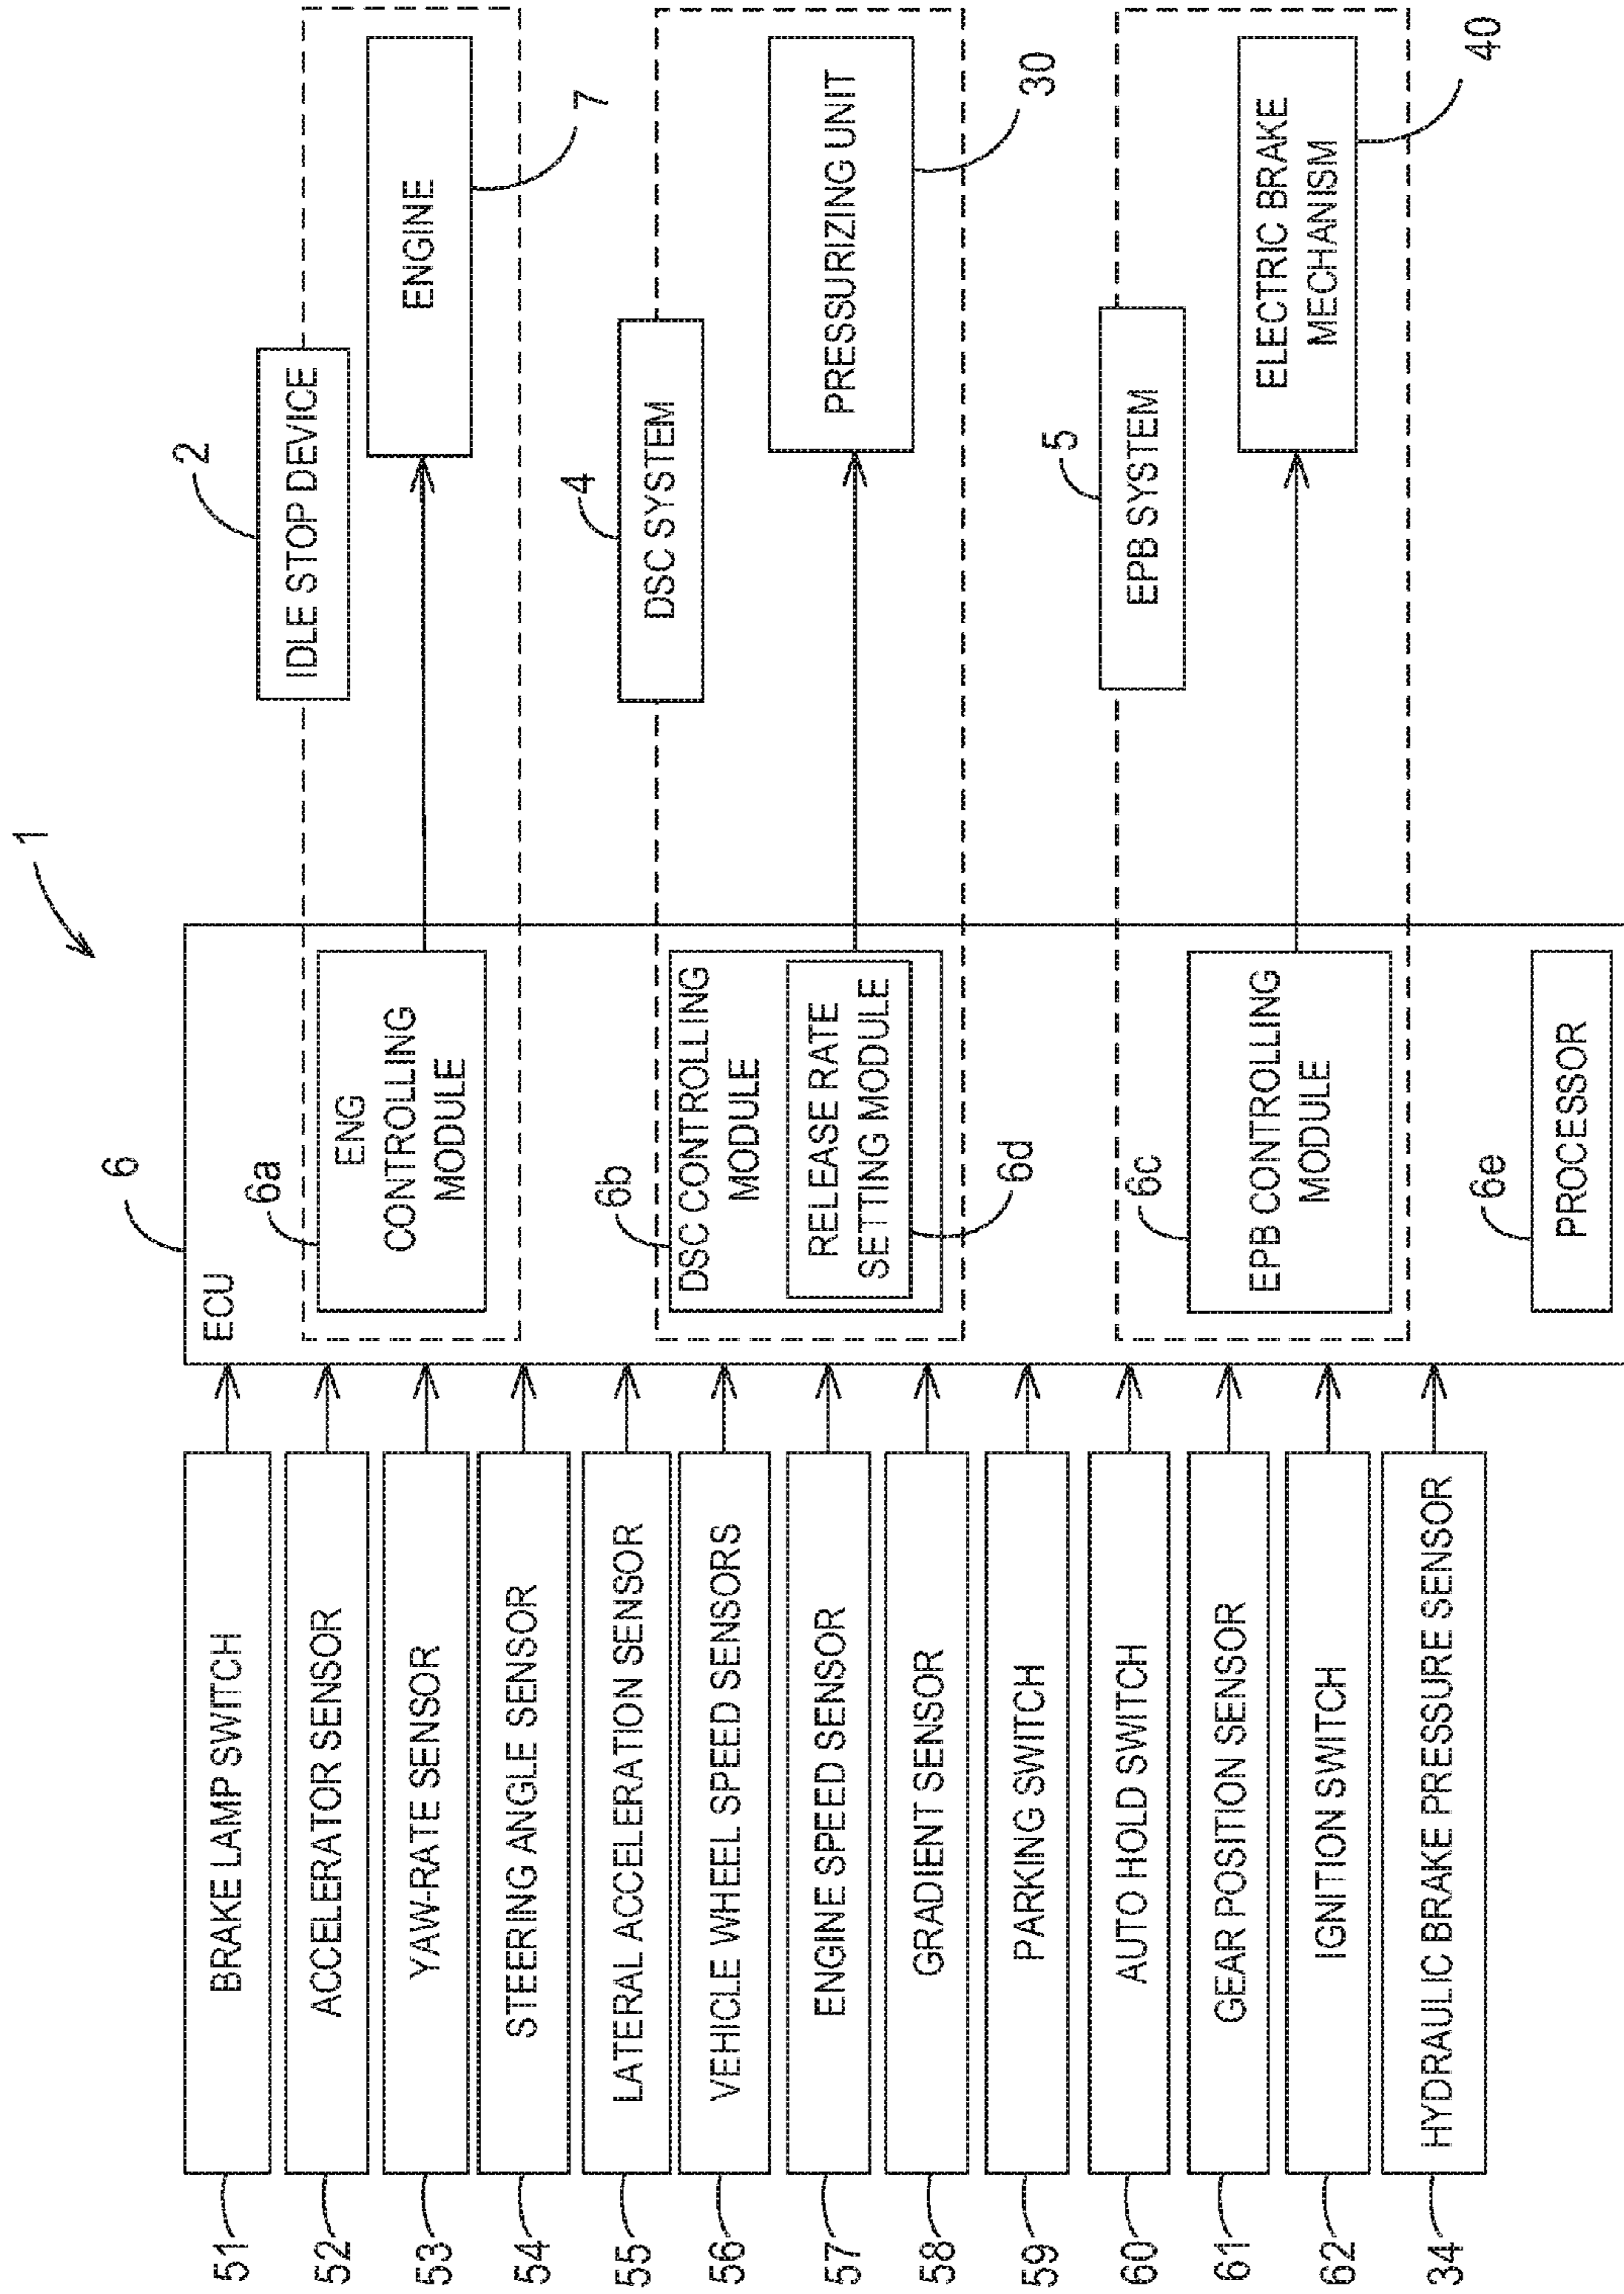 1
51
BRAKE LAMP SWITCH
52
ACCELERATOR SENSOR
53
YAW-RATE SENSOR
54
STEERING ANGLE SENSOR
55
LATERAL ACCELERATION SENSOR
56
VEHICLE WHEEL SPEED SENSORS
57
ENGINE SPEED SENSOR
58
GRADIENT SENSOR
59
PARKING SWITCH
60
AUTO HOLD SWITCH
61
GEAR POSITION SENSOR
62
IGNITION SWITCH
34
HYDRAULIC BRAKE PRESSURE SENSOR
6
ECU
6a
ENG
CONTROLLING
MODULE
6b
DSC CONTROLLING
MODULE
RELEASE RATE
SETTING MODULE
6d
6c
EPB CONTROLLING
MODULE
6e
PROCESSOR
2
IDLE STOP DEVICE
ENGINE
7
4
DSC SYSTEM
PRESSURIZING UNIT
30
5
EPB SYSTEM
ELECTRIC BRAKE
MECHANISM
40